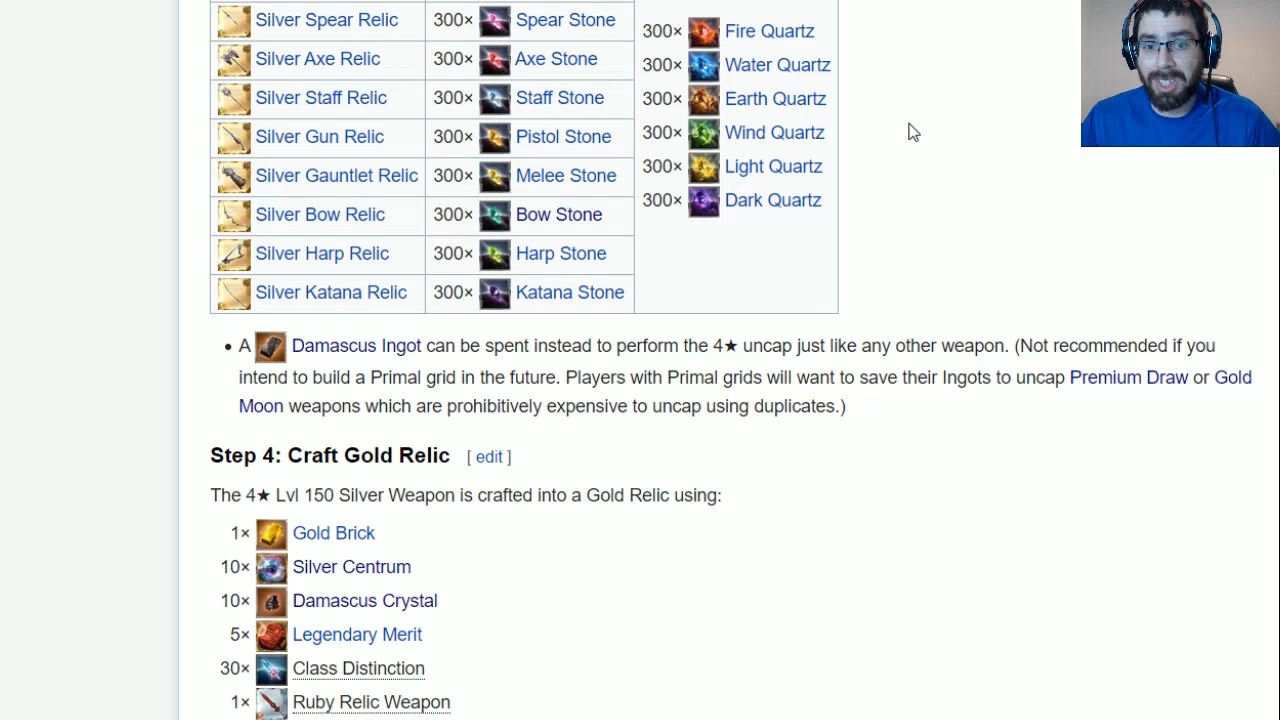 Silver Spear Relic 300× Spear Stone
Silver Axe Relic 300× Axe Stone
Silver Staff Relic 300× Staff Stone
Silver Gun Relic 300× Pistol Stone
Silver Gauntlet Relic 300× Melee Stone
Silver Bow Relic 300× Bow Stone
Silver Harp Relic 300× Harp Stone
Silver Katana Relic 300× Katana Stone
300× Fire Quartz
300× Water Quartz
300× Earth Quartz
300× Wind Quartz
300× Light Quartz
300× Dark Quartz
• A Damascus Ingot can be spent instead to perform the 4★ uncap just like any other weapon. (Not recommended if you
intend to build a Primal grid in the future. Players with Primal grids will want to save their Ingots to uncap Premium Draw or Gold
Moon weapons which are prohibitively expensive to uncap using duplicates.)
Step 4: Craft Gold Relic [ edit ]
The 4★ Lvl 150 Silver Weapon is crafted into a Gold Relic using:
1× Gold Brick
10× Silver Centrum
10× Damascus Crystal
5× Legendary Merit
30× Class Distinction
1× Ruby Relic Weapon